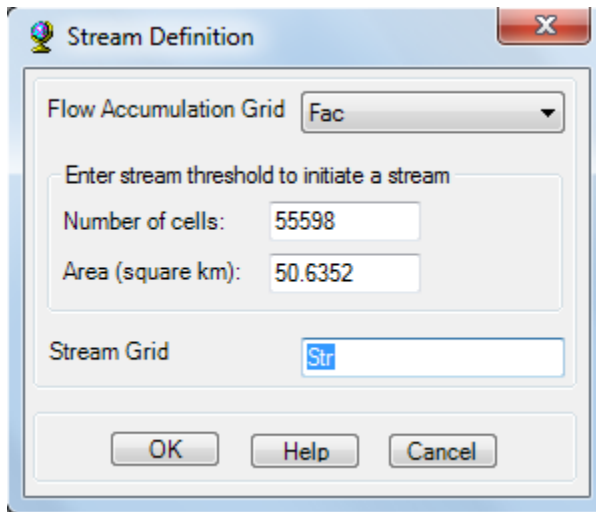 Stream Definition
Flow Accumulation Grid Fac
Enter stream threshold to initiate a stream
Number of cells: 55598
Area (square km): 50.6352
Stream Grid Str
OK Help Cancel